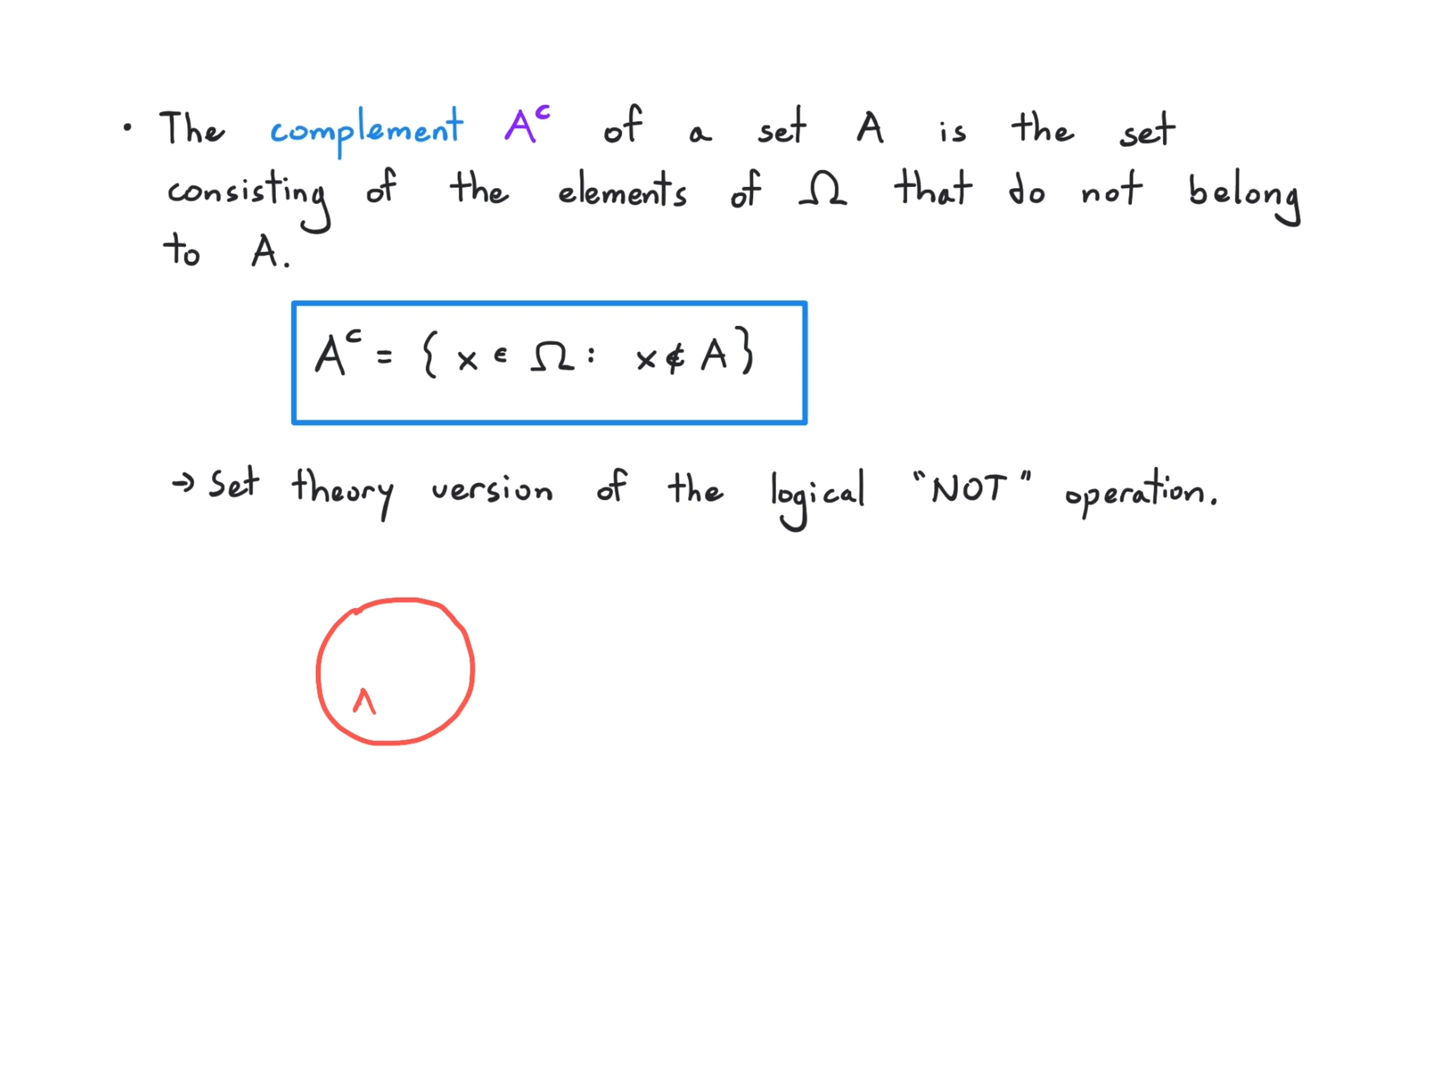 • The complement Aᶜ of a set A is the set
consisting of the elements of Ω that do not belong
to A.
Aᶜ = { x ∈ Ω : x ∉ A }
→ Set theory version of the logical "NOT" operation.
Λ